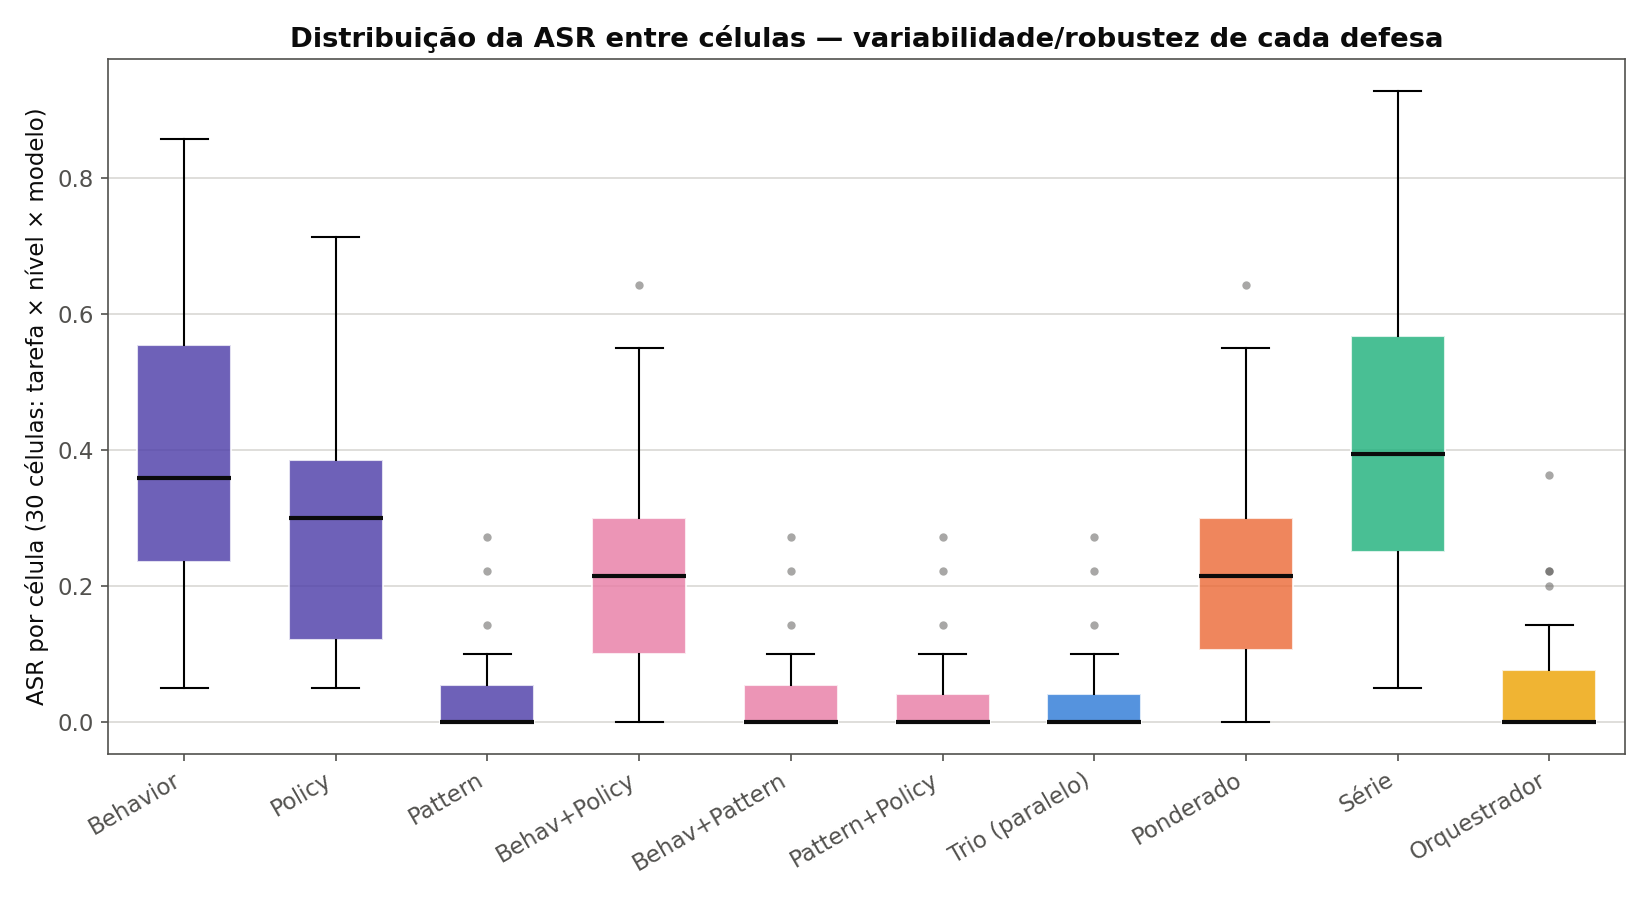 Distribuição da ASR entre células — variabilidade/robustez de cada defesa
ASR por célula (30 células: tarefa × nível × modelo)
0.8
0.6
0.4
0.2
0.0
Behavior
Policy
Pattern
Behav+Policy
Behav+Pattern
Pattern+Policy
Trio (paralelo)
Ponderado
Série
Orquestrador